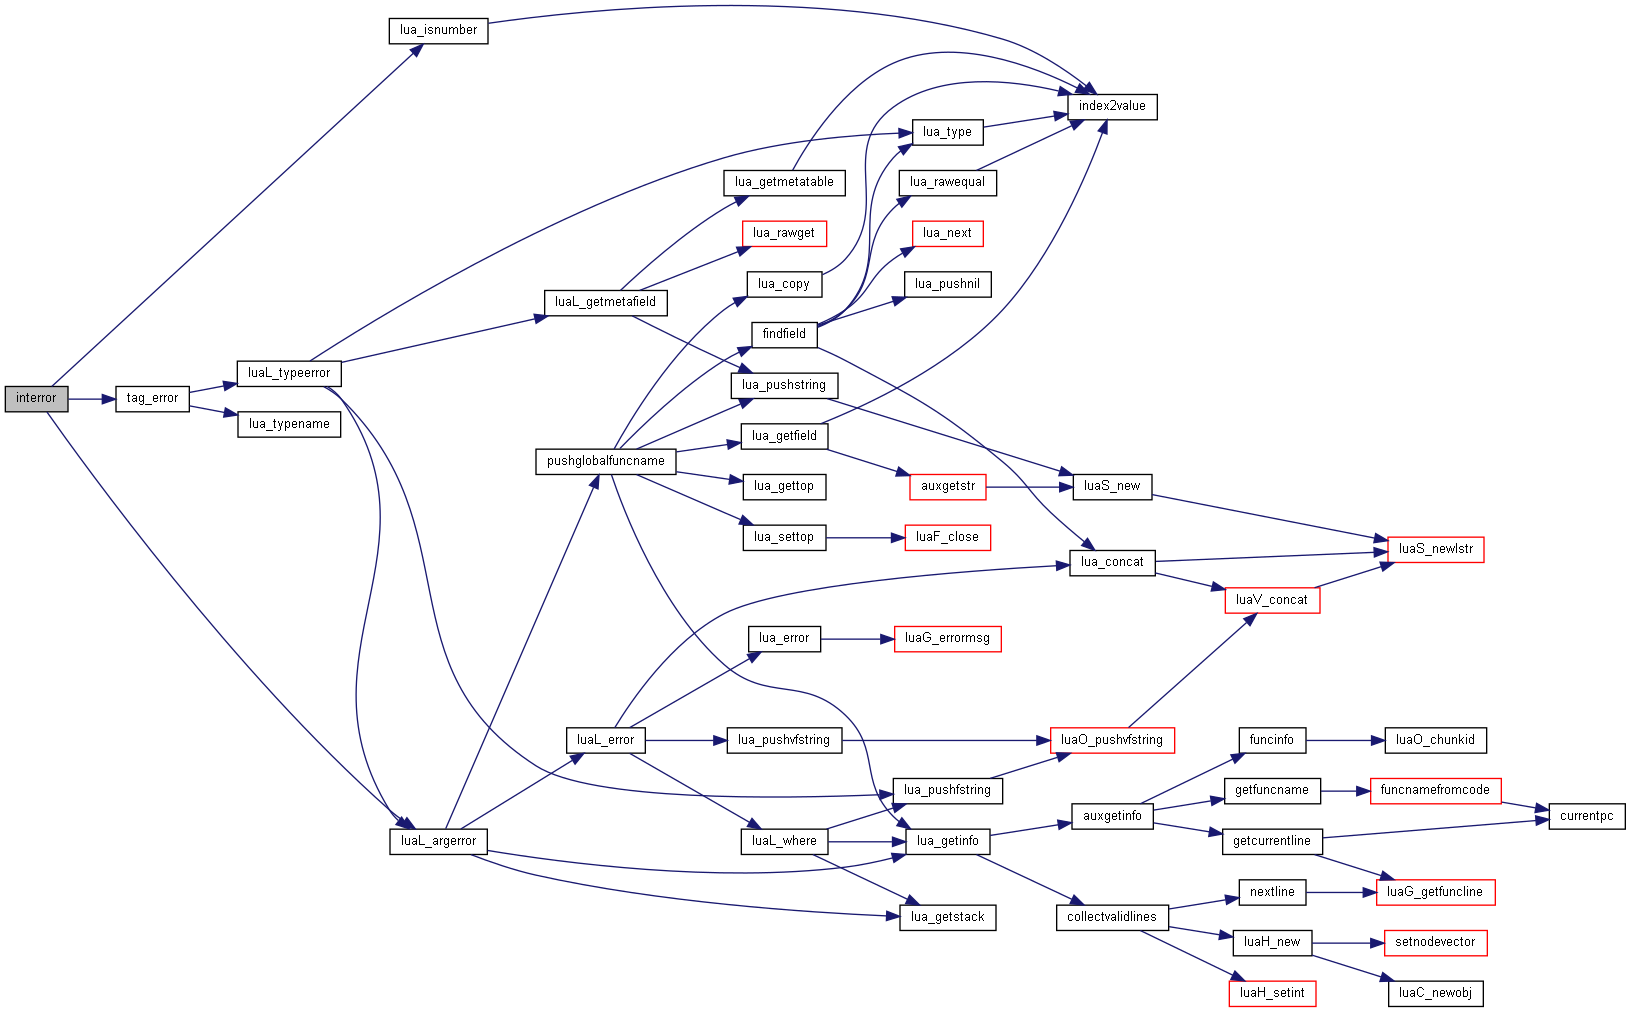 lua_isnumber
index2value
lua_type
lua_getmetatable
lua_rawequal
lua_rawget
lua_next
lua_copy
lua_pushnil
luaL_getmetafield
findfield
luaL_typeerror
lua_pushstring
interror
tag_error
lua_typename
lua_getfield
pushglobalfuncname
lua_gettop
auxgetstr
luaS_new
lua_settop
luaF_close
luaS_newlstr
lua_concat
luaV_concat
lua_error
luaG_errormsg
luaL_error
lua_pushvfstring
luaO_pushvfstring
funcinfo
luaO_chunkid
lua_pushfstring
getfuncname
funcnamefromcode
auxgetinfo
currentpc
luaL_argerror
luaL_where
lua_getinfo
getcurrentline
nextline
luaG_getfuncline
lua_getstack
collectvalidlines
luaH_new
setnodevector
luaH_setint
luaC_newobj